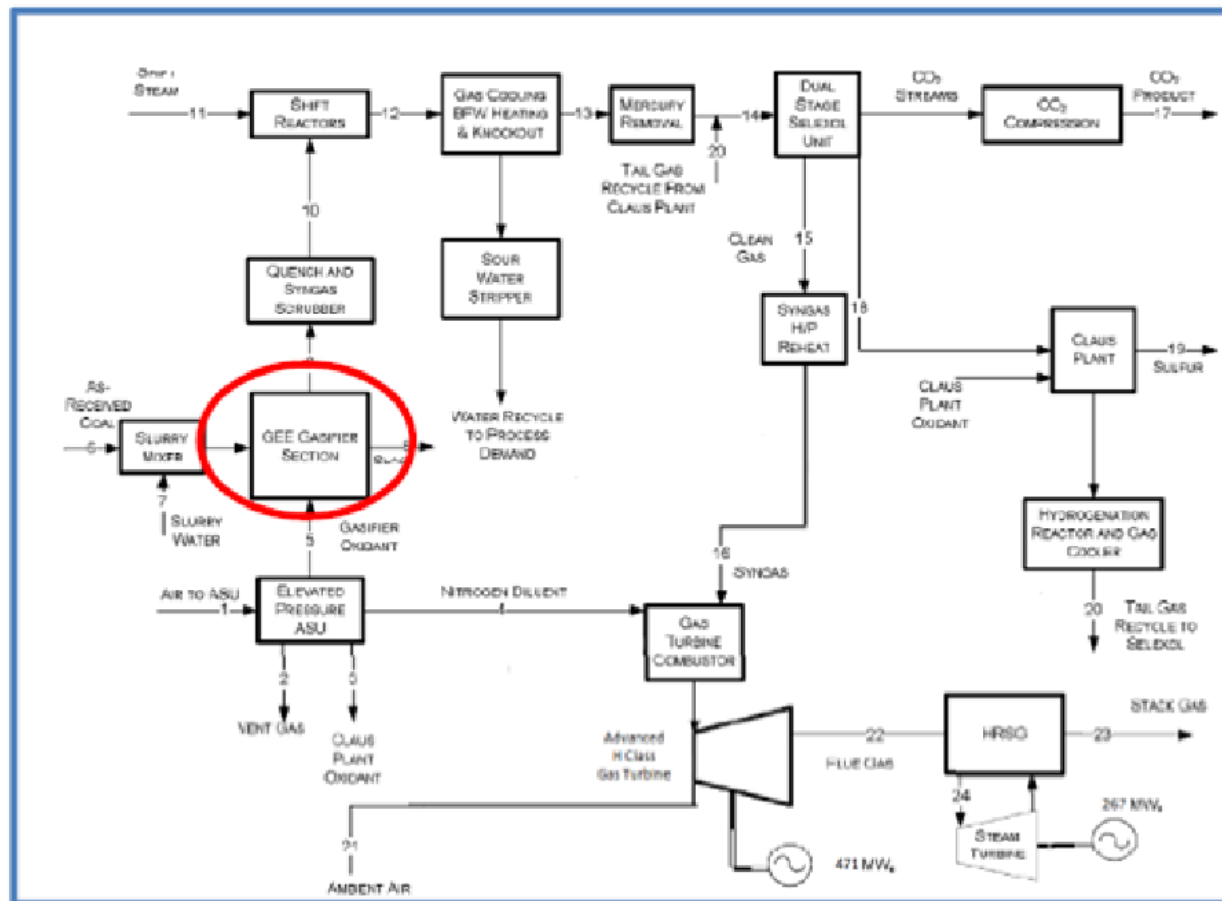 SHIFT
STEAM
11
SHIFT
REACTORS
12
GAS COOLING
BFW HEATING
& KNOCKOUT
13
MERCURY
REMOVAL
14
20
TAIL GAS
RECYCLE FROM
CLAUS PLANT
DUAL
STAGE
SELEXOL
UNIT
CO₂
STREAMS
CO₂
COMPRESSION
CO₂
PRODUCT
17
10
QUENCH AND
SYNGAS
SCRUBBER
SOUR
WATER
STRIPPER
WATER RECYCLE
TO PROCESS
DEMAND
CLEAN
GAS
15
SYNGAS
H/P
REHEAT
18
CLAUS
PLANT
19
SULFUR
CLAUS
PLANT
OXIDANT
AS-
RECEIVED
COAL
6
SLURRY
MIXER
7
SLURRY
WATER
GEE GASIFIER
SECTION
5
GASIFIER
OXIDANT
HYDROGENATION
REACTOR AND GAS
COOLER
20
TAIL GAS
RECYCLE TO
SELEXOL
16
SYNGAS
AIR TO ASU
1
ELEVATED
PRESSURE
ASU
NITROGEN DILUENT
4
2
VENT GAS
3
CLAUS
PLANT
OXIDANT
GAS
TURBINE
COMBUSTOR
Advanced
H Class
Gas Turbine
22
FLUE GAS
HRSG
23
STACK GAS
24
STEAM
TURBINE
267 MWₑ
471 MWₑ
21
AMBIENT AIR